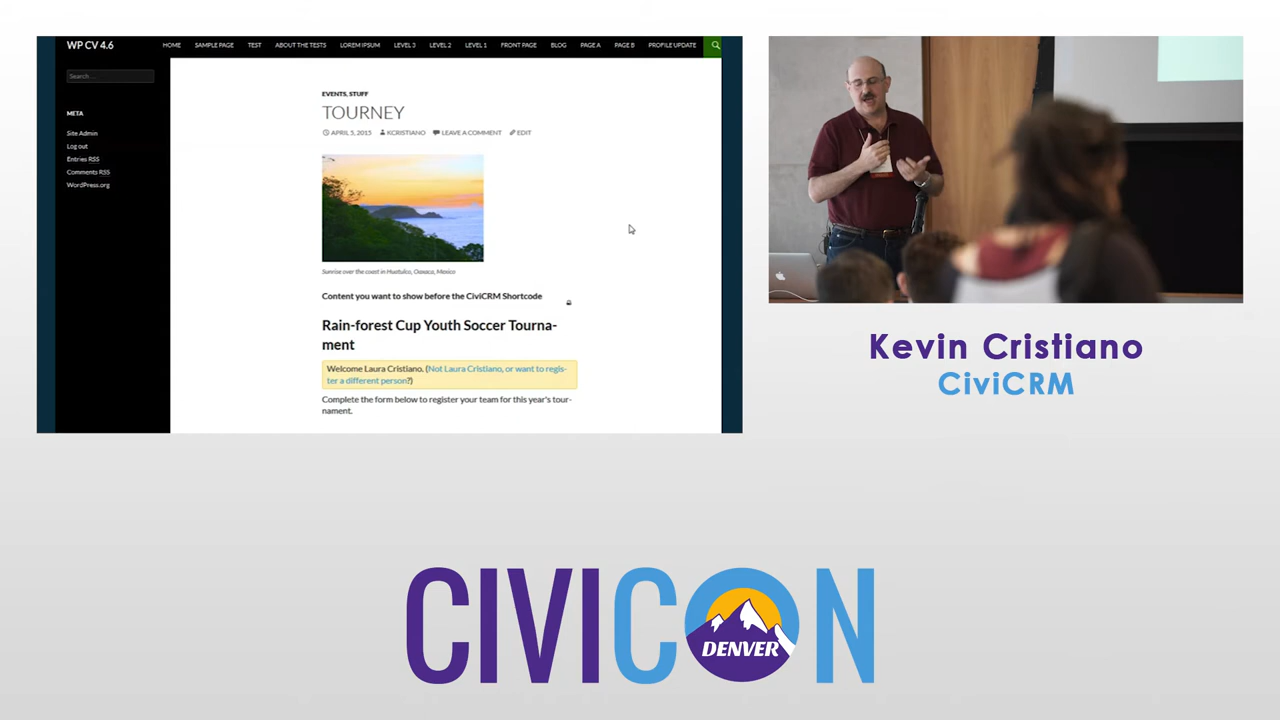 WP CV 4.6
HOME SAMPLE PAGE TEST ABOUT THE TESTS LOREM IPSUM LEVEL 3 LEVEL 2 LEVEL 1 FRONT PAGE BLOG PAGE A PAGE B PROFILE UPDATE
Search ...
META
Site Admin
Log out
Entries RSS
Comments RSS
WordPress.org
EVENTS, STUFF
TOURNEY
APRIL 5, 2015 KCRISTIANO LEAVE A COMMENT EDIT
Sunrise over the coast in Huatulco, Oaxaca, Mexico
Content you want to show before the CiviCRM Shortcode
Rain-forest Cup Youth Soccer Tourna-
ment
Welcome Laura Cristiano. (Not Laura Cristiano, or want to regis-
ter a different person?)
Complete the form below to register your team for this year's tour-
nament.
Kevin Cristiano
CiviCRM
CIVICON
DENVER